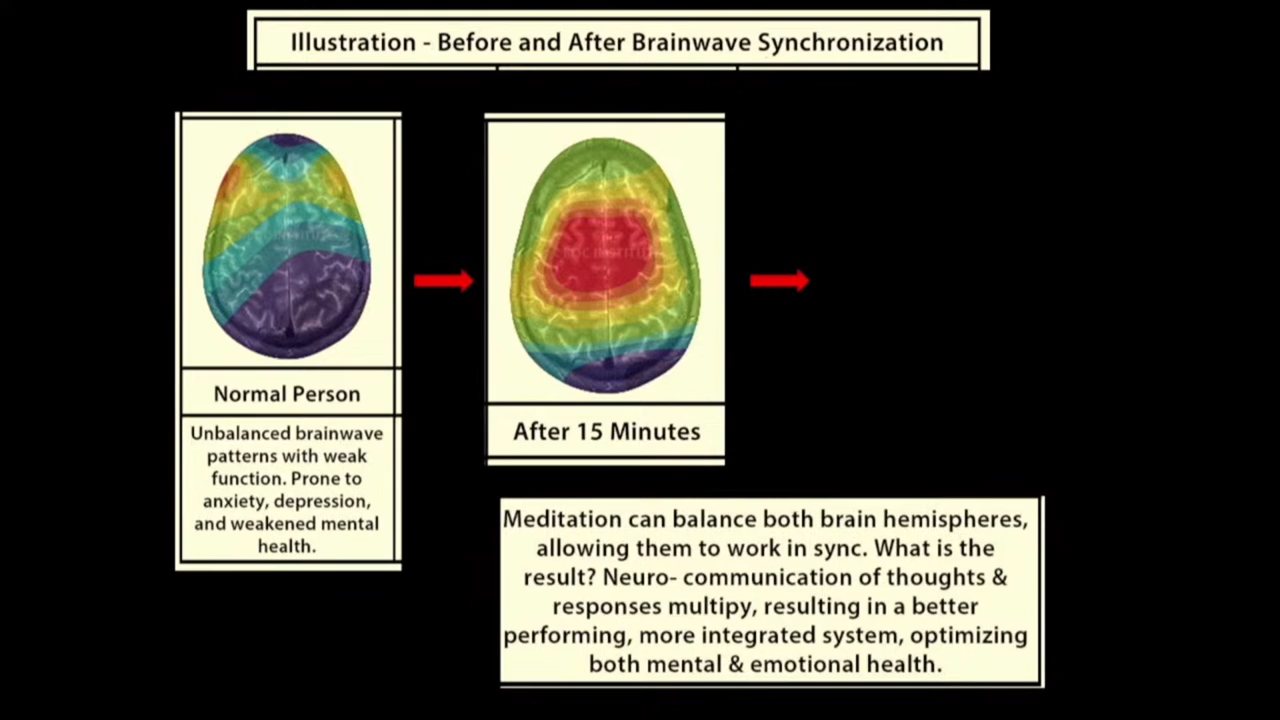 Illustration - Before and After Brainwave Synchronization
Normal Person
Unbalanced brainwave
patterns with weak
function. Prone to
anxiety, depression,
and weakened mental
health.
After 15 Minutes
Meditation can balance both brain hemispheres,
allowing them to work in sync. What is the
result? Neuro- communication of thoughts &
responses multipy, resulting in a better
performing, more integrated system, optimizing
both mental & emotional health.